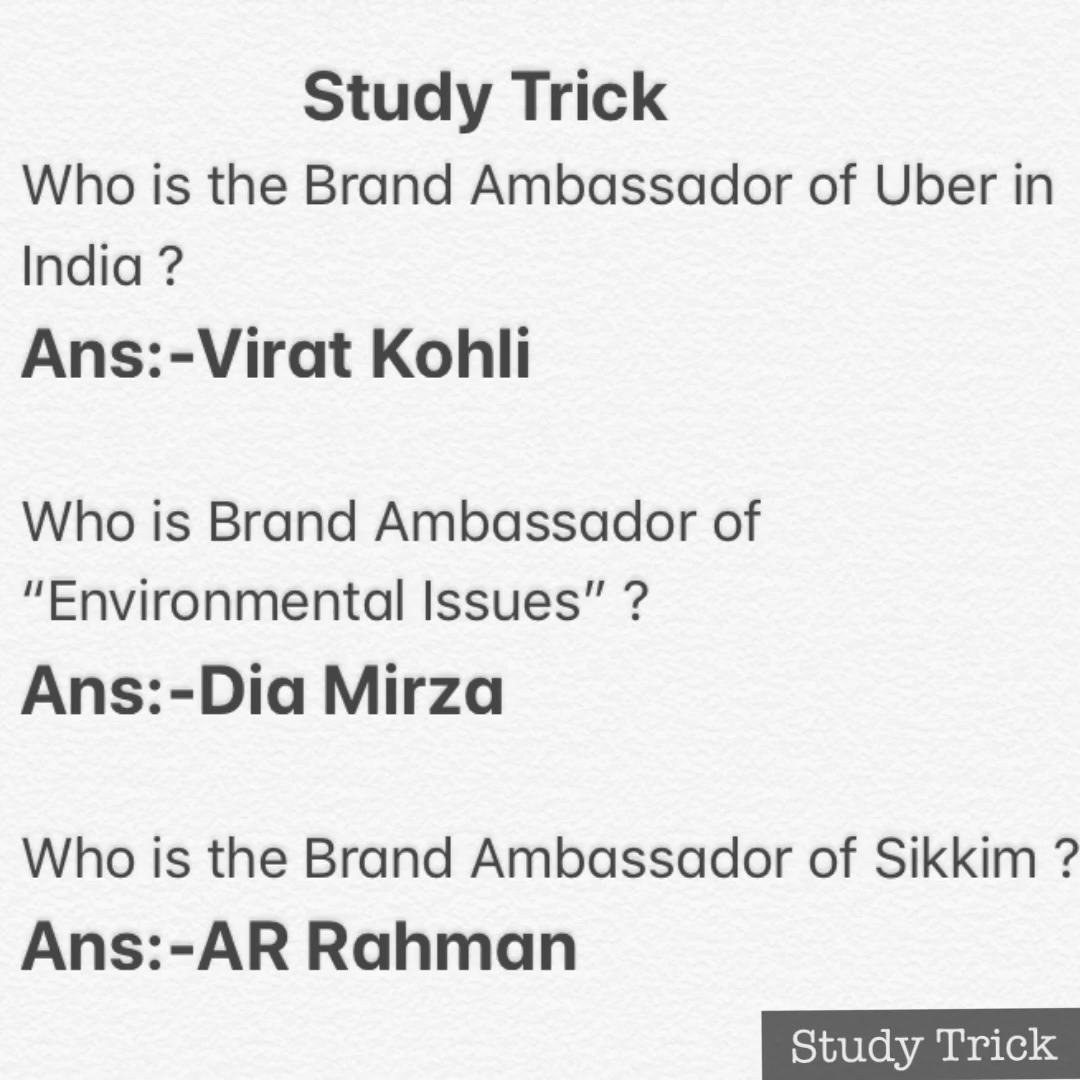 Study Trick
Who is the Brand Ambassador of Uber in
India ?
Ans:-Virat Kohli
Who is Brand Ambassador of
“Environmental Issues” ?
Ans:-Dia Mirza
Who is the Brand Ambassador of Sikkim ?
Ans:-AR Rahman
Study Trick